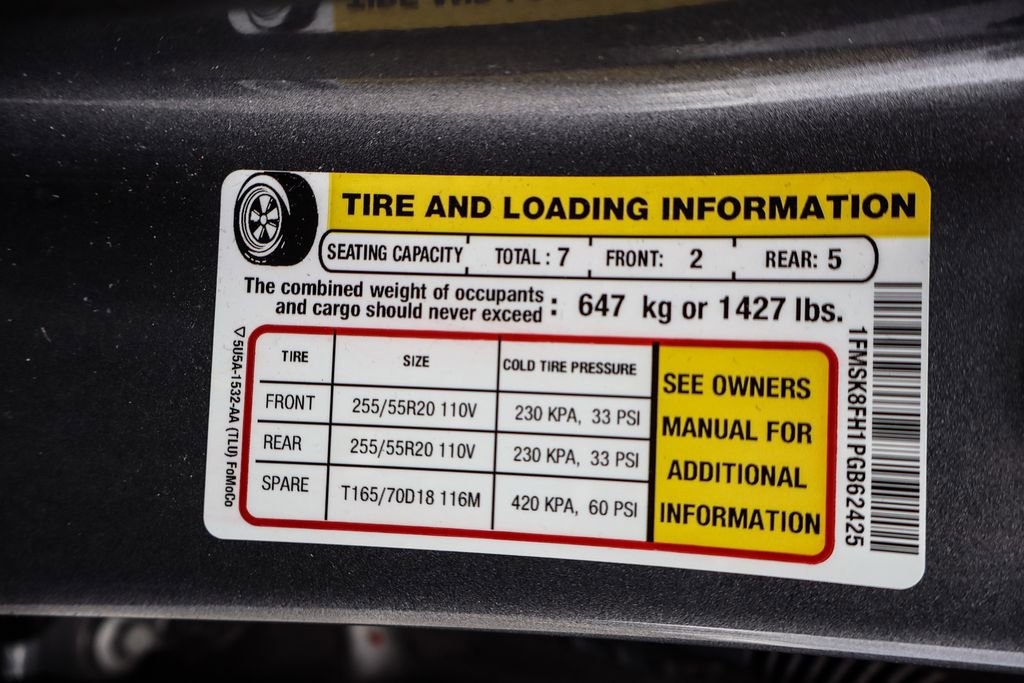 TIRE AND LOADING INFORMATION
SEATING CAPACITY TOTAL : 7 FRONT: 2 REAR: 5
The combined weight of occupants
and cargo should never exceed : 647 kg or 1427 lbs.
TIRE SIZE COLD TIRE PRESSURE
FRONT 255/55R20 110V 230 KPA, 33 PSI
REAR 255/55R20 110V 230 KPA, 33 PSI
SPARE T165/70D18 116M 420 KPA, 60 PSI
SEE OWNERS
MANUAL FOR
ADDITIONAL
INFORMATION
5U5A-1532-AA (TLU) FoMoCo
1FMSK8FH1PGB62425